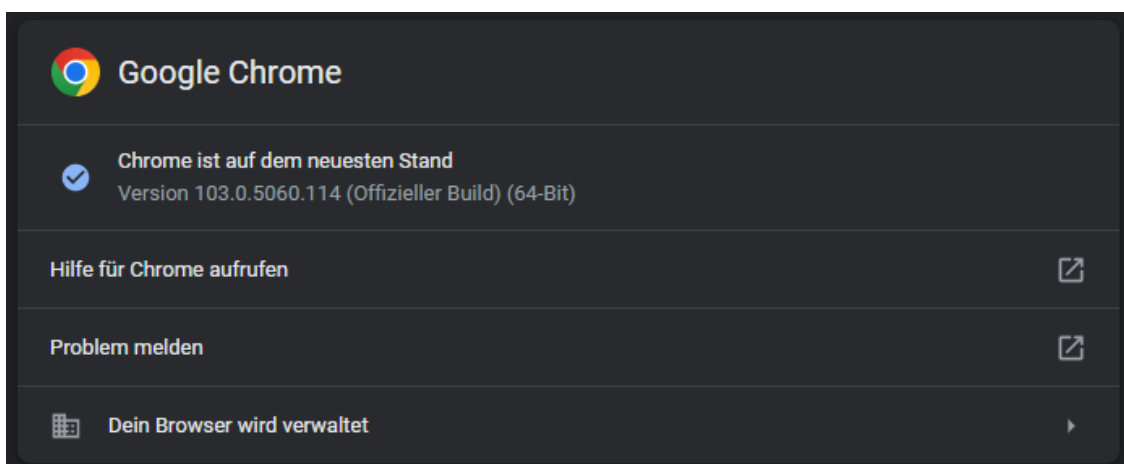 Google Chrome
Chrome ist auf dem neuesten Stand
Version 103.0.5060.114 (Offizieller Build) (64-Bit)
Hilfe für Chrome aufrufen
Problem melden
Dein Browser wird verwaltet